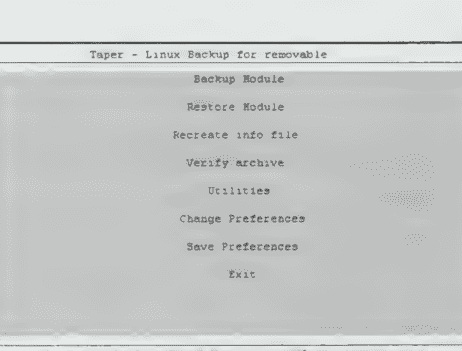 Taper - Linux Backup for removable
Backup Module
Restore Module
Recreate info file
Verify archive
Utilities
Change Preferences
Save Preferences
Exit